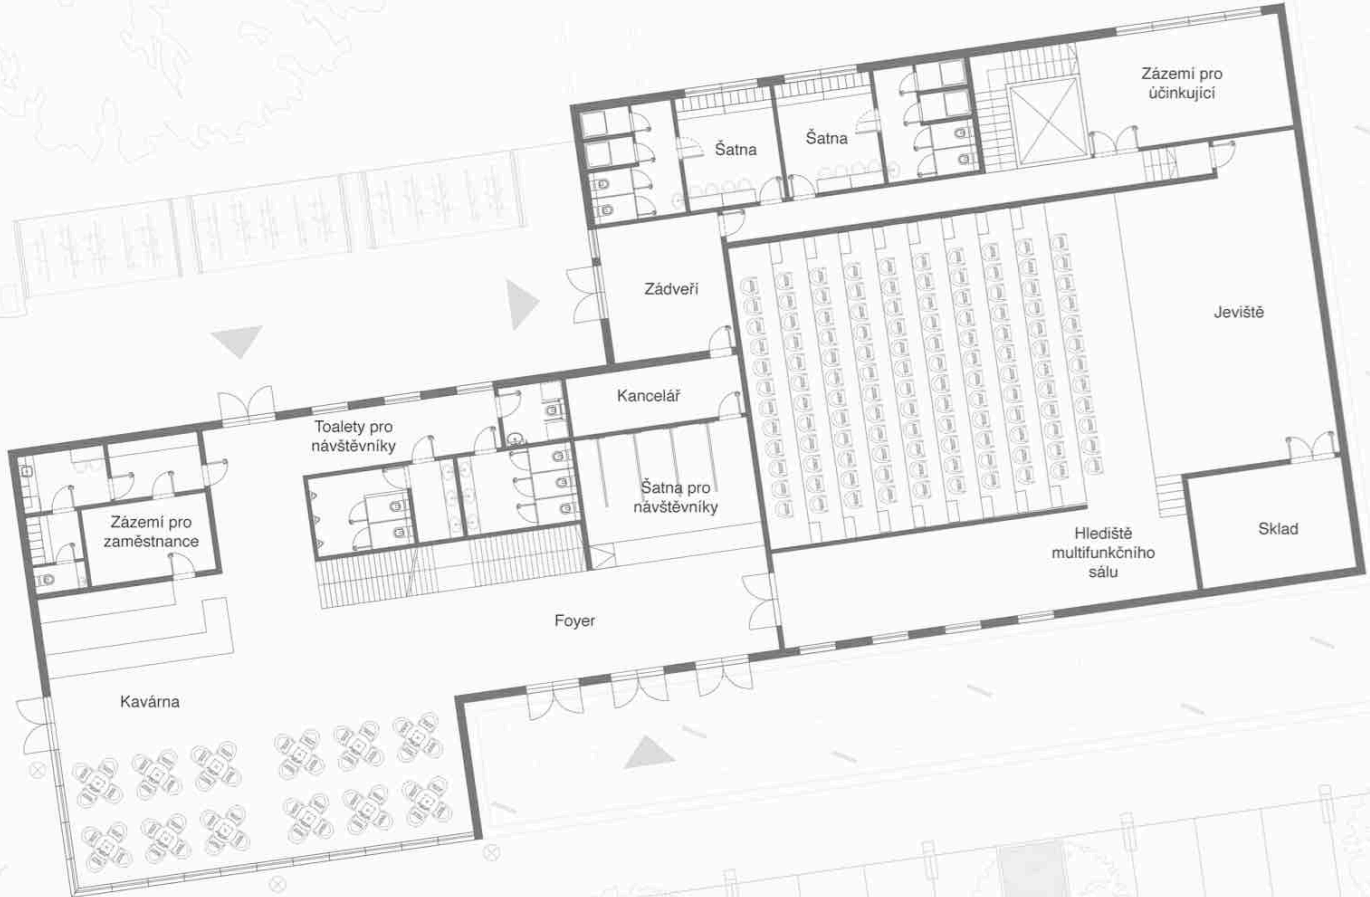 Zázemí pro
účinkující
Šatna
Šatna
Zádveří
Jeviště
Kancelář
Toalety pro
návštěvníky
Šatna pro
návštěvníky
Zázemí pro
zaměstnance
Hlediště
multifunkčního
sálu
Sklad
Foyer
Kavárna